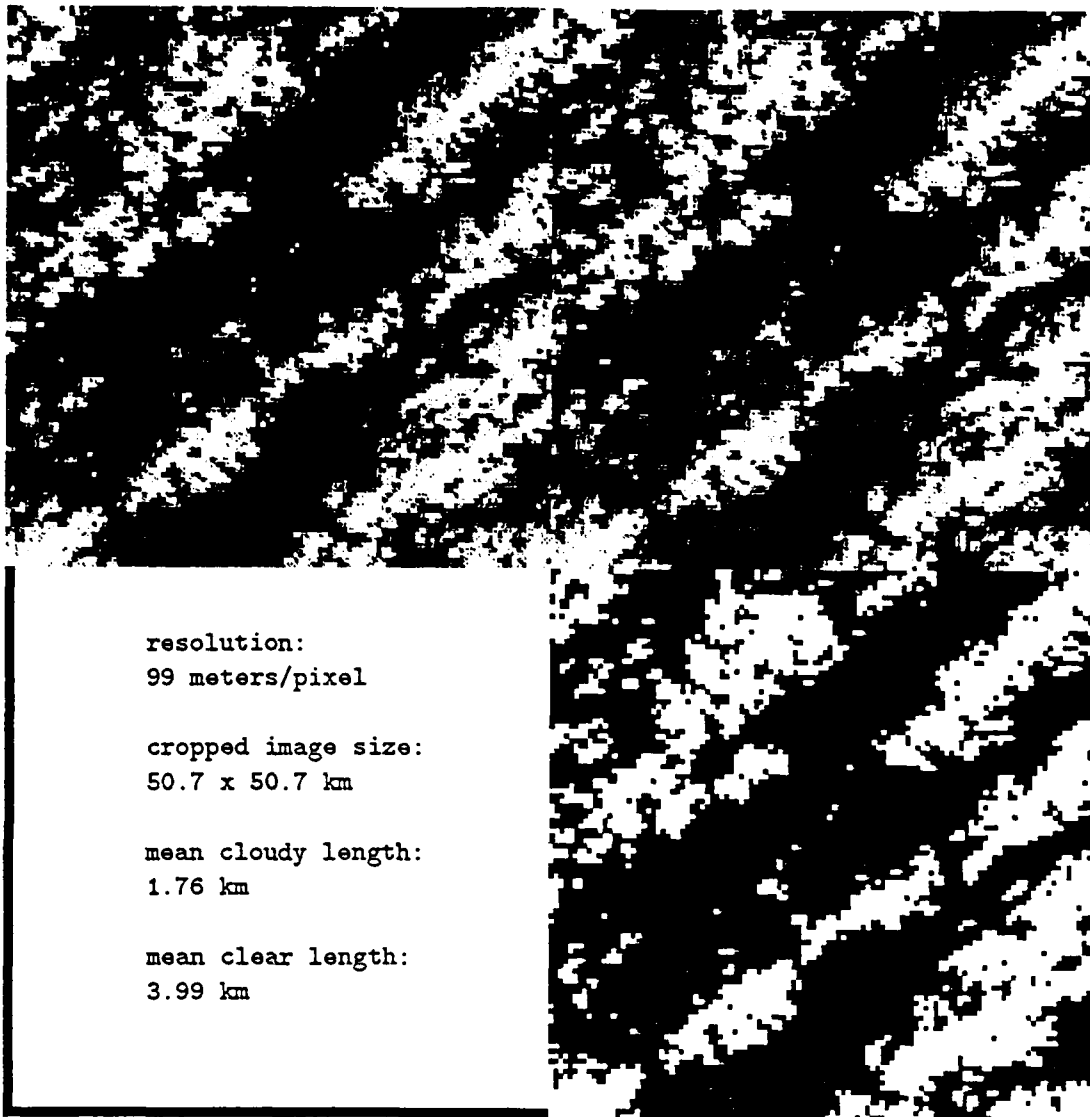 resolution:
99 meters/pixel
cropped image size:
50.7 x 50.7 km
mean cloudy length:
1.76 km
mean clear length:
3.99 km